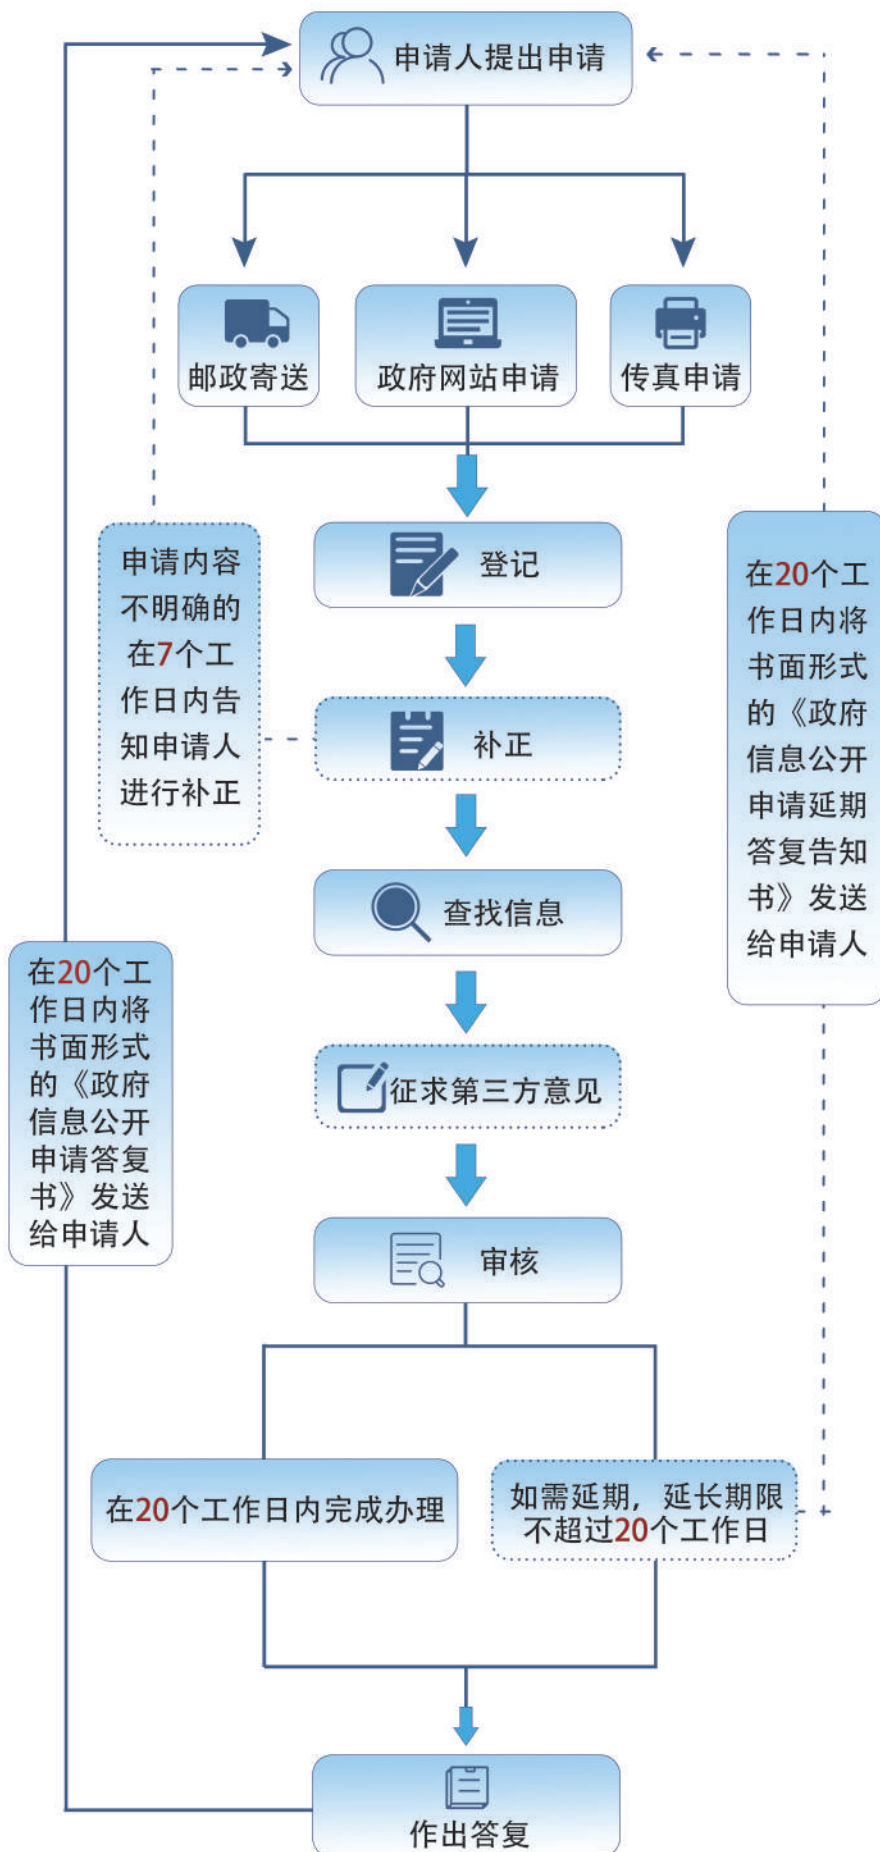 申请人提出申请
邮政寄送
政府网站申请
传真申请
登记
申请内容
不明确的
在7个工
作日内告
知申请人
进行补正
补正
在20个工
作日内将
书面形式
的《政府
信息公开
申请延期
答复告知
书》发送
给申请人
查找信息
在20个工
作日内将
书面形式
的《政府
信息公开
申请答复
书》发送
给申请人
征求第三方意见
审核
在20个工作日内完成办理
如需延期，延长期限
不超过20个工作日
作出答复